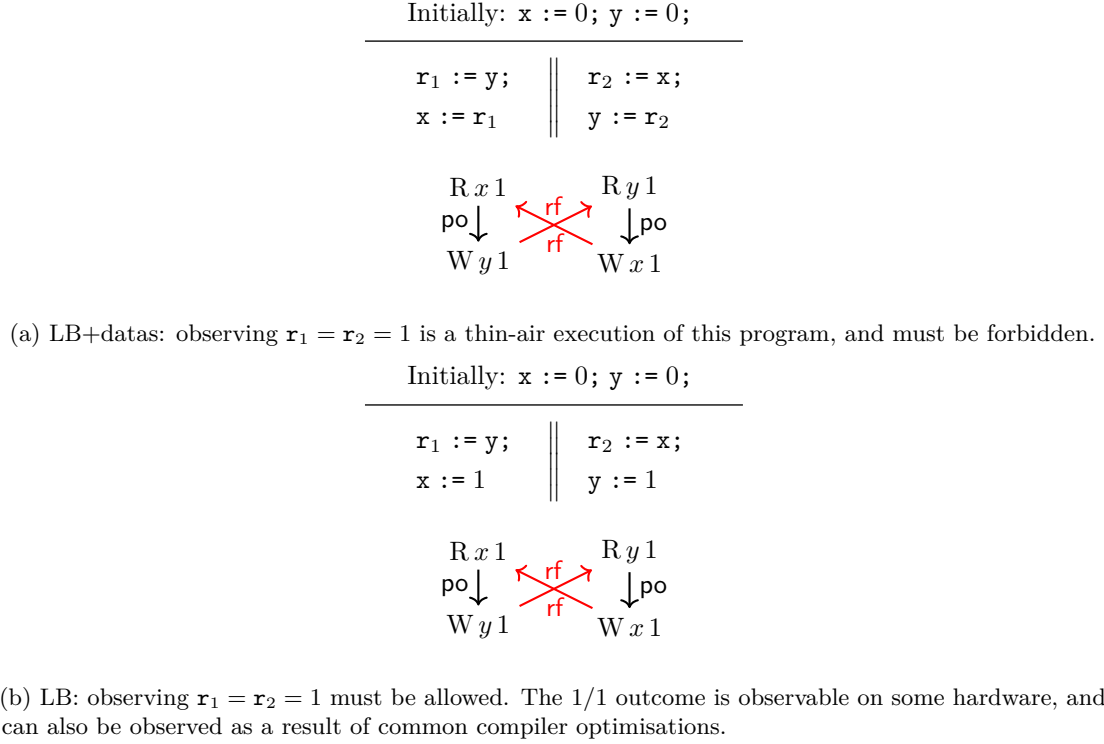 Initially: x := 0; y := 0;
r₁ := y; r₂ := x;
x := r₁ y := r₂
R x 1 R y 1
rf
po po
rf
W y 1 W x 1
(a) LB+datas: observing r₁ = r₂ = 1 is a thin-air execution of this program, and must be forbidden.
Initially: x := 0; y := 0;
r₁ := y; r₂ := x;
x := 1 y := 1
R x 1 R y 1
rf
po po
rf
W y 1 W x 1
(b) LB: observing r₁ = r₂ = 1 must be allowed. The 1/1 outcome is observable on some hardware, and
can also be observed as a result of common compiler optimisations.